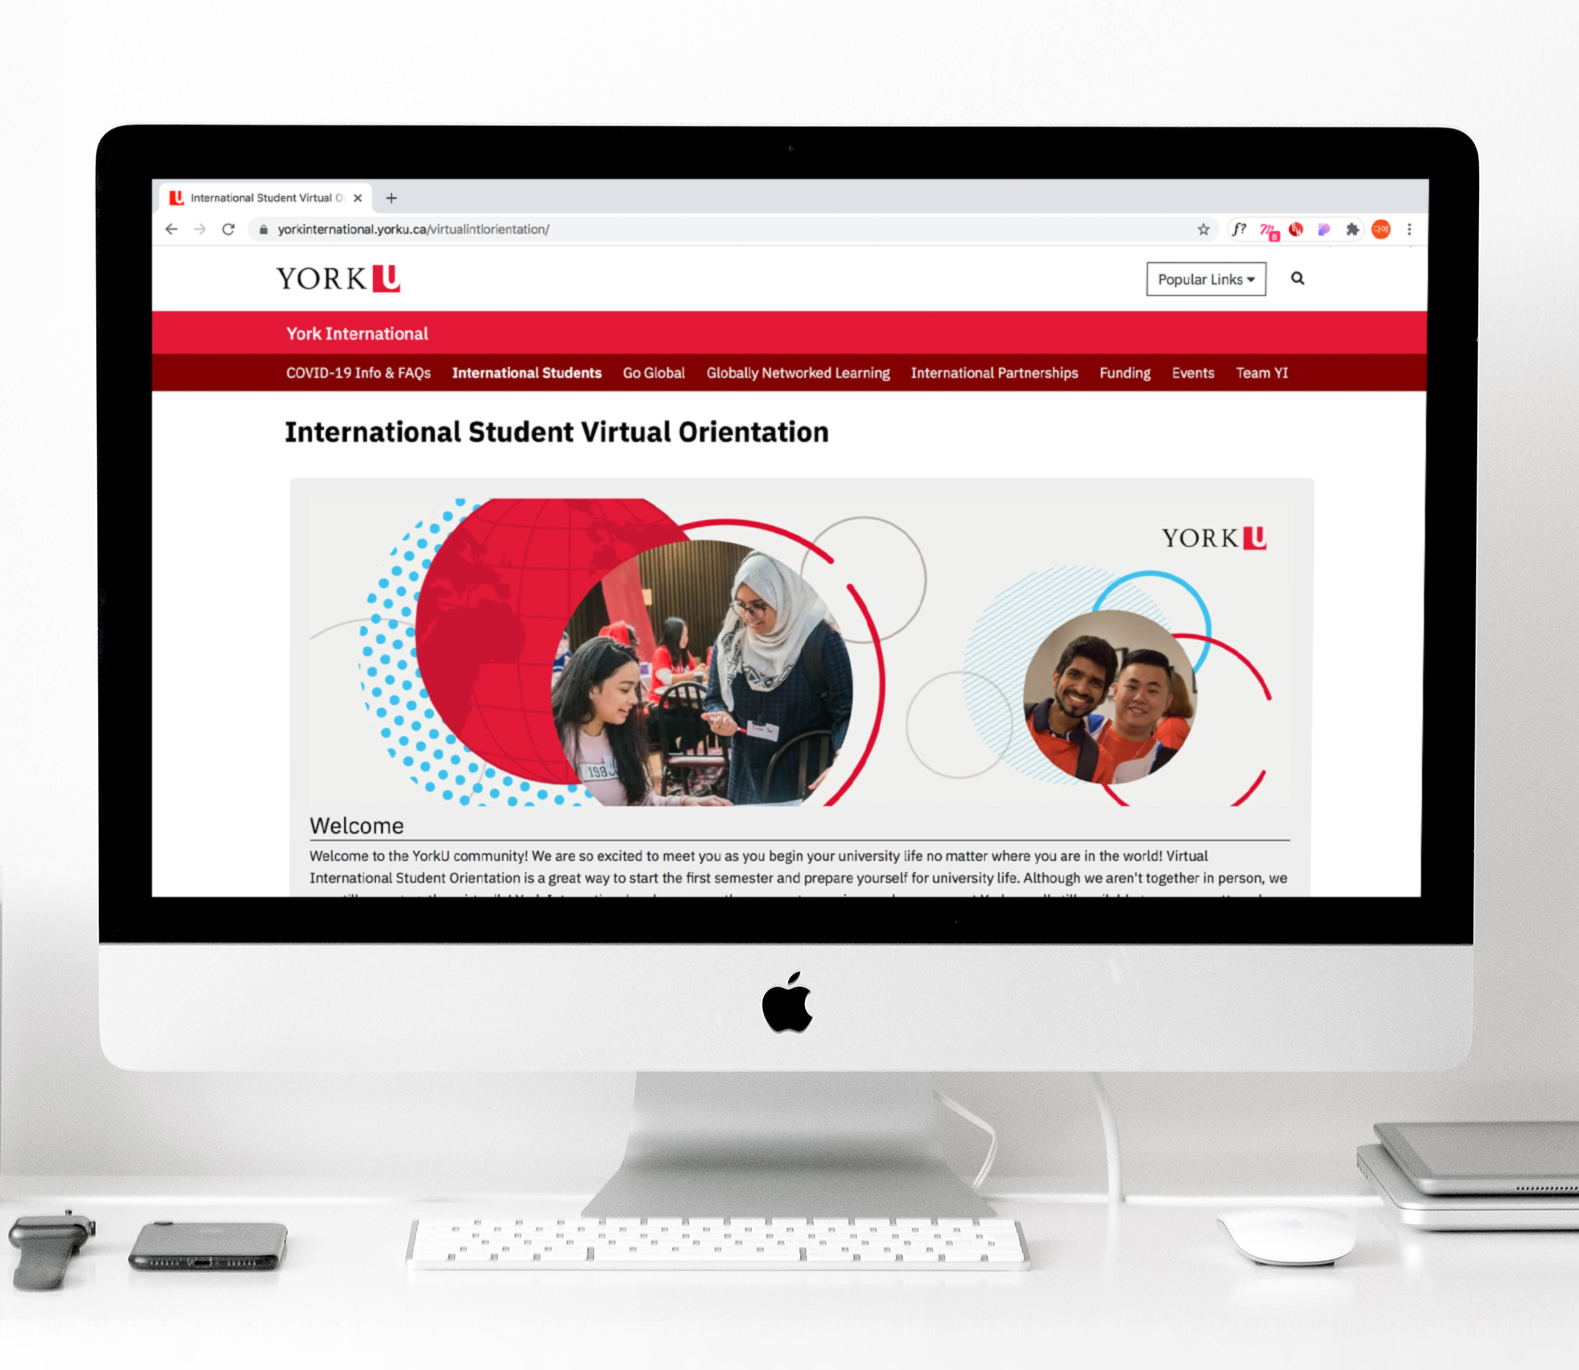 International Student Virtual O
yorkinternational.yorku.ca/virtualintlorientation/
f?
8
다예
YORK U
Popular Links
York International
COVID-19 Info & FAQs International Students Go Global Globally Networked Learning International Partnerships Funding Events Team YI
International Student Virtual Orientation
YORK U
Welcome
Welcome to the YorkU community! We are so excited to meet you as you begin your university life no matter where you are in the world! Virtual
International Student Orientation is a great way to start the first semester and prepare yourself for university life. Although we aren't together in person, we